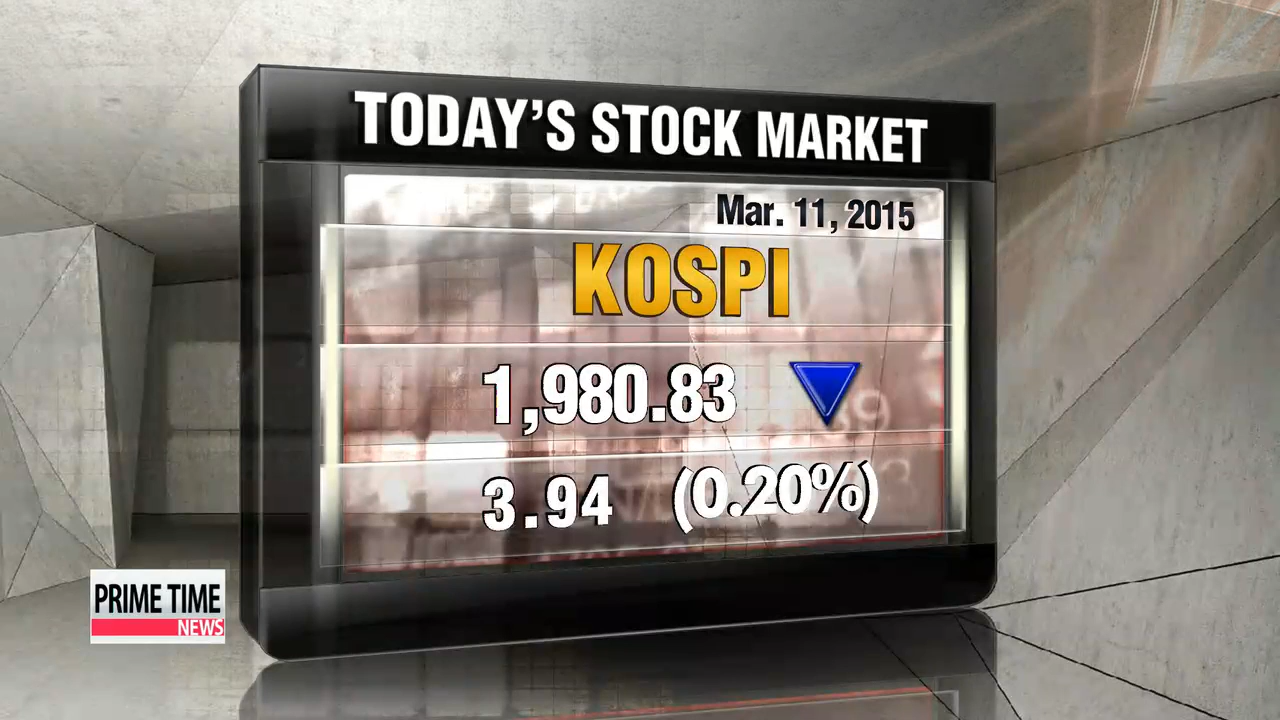 TODAY'S STOCK MARKET
Mar. 11, 2015
KOSPI
1,980.83 ▼
3.94 (0.20%)
PRIME TIME
NEWS